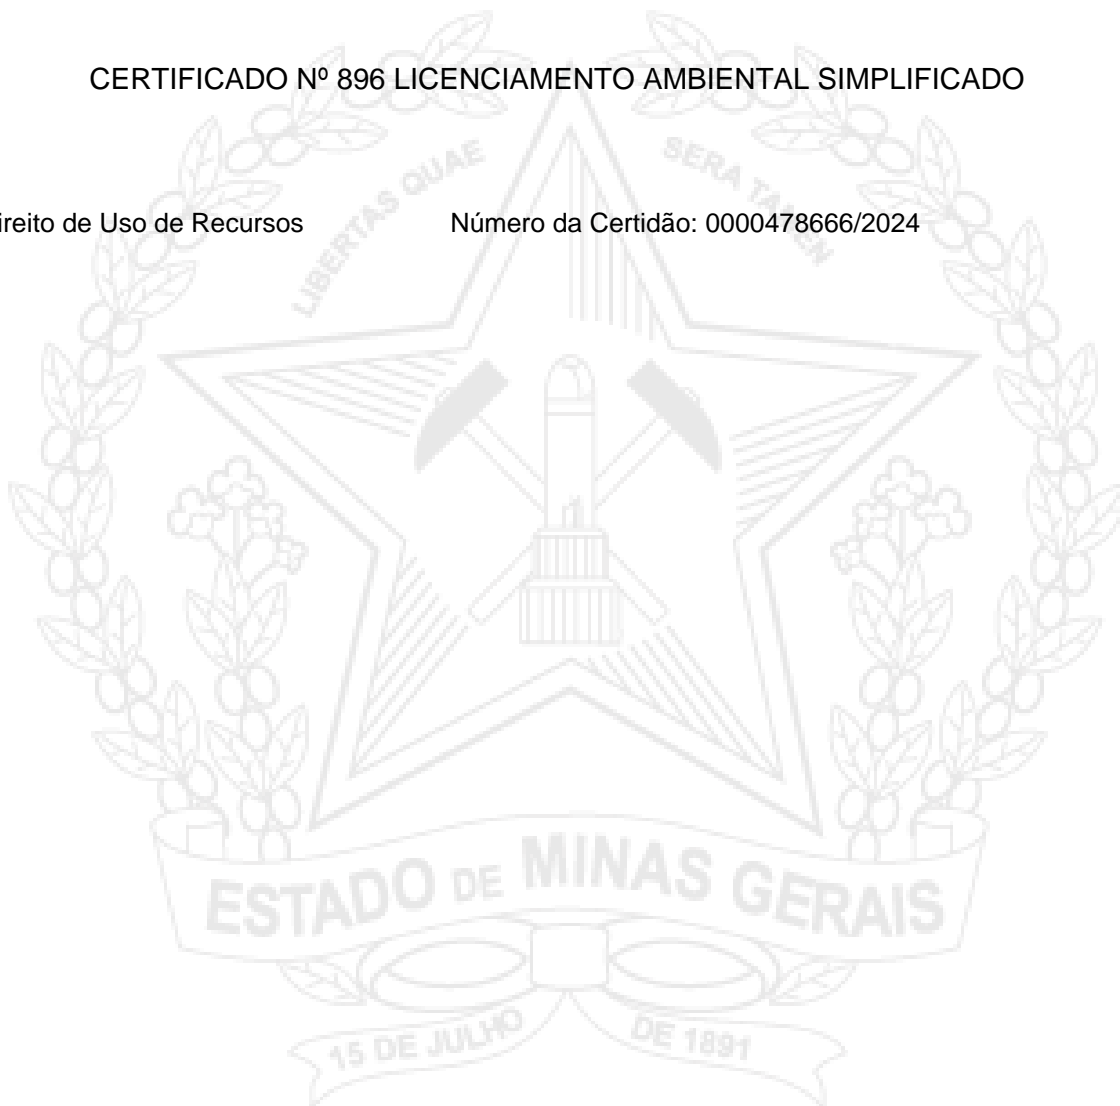 CERTIFICADO Nº 896 LICENCIAMENTO AMBIENTAL SIMPLIFICADO
LIBERTAS QUAE SERA TAMEN
ireito de Uso de Recursos Número da Certidão: 0000478666/2024
ESTADO DE MINAS GERAIS
15 DE JULHO DE 1891